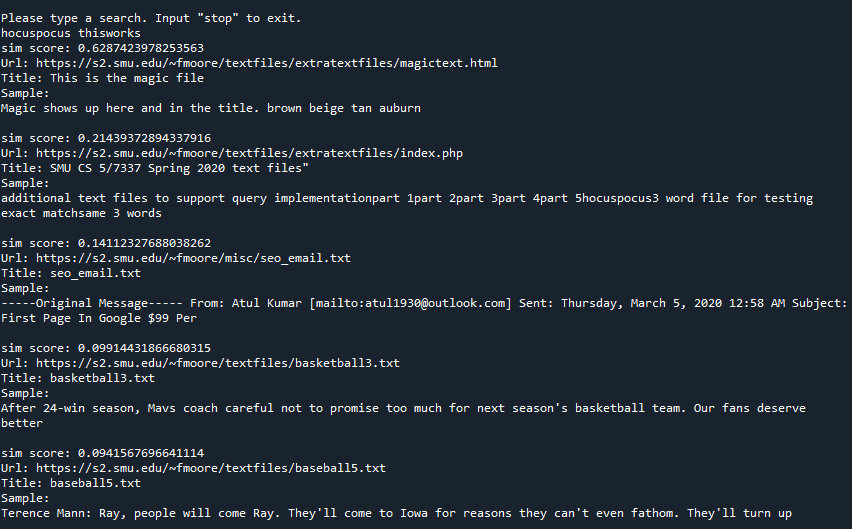 Please type a search. Input "stop" to exit.
hocuspocus thisworks
sim score: 0.6287423978253563
Url: https://s2.smu.edu/~fmoore/textfiles/extratextfiles/magictext.html
Title: This is the magic file
Sample:
Magic shows up here and in the title. brown beige tan auburn
sim score: 0.21439372894337916
Url: https://s2.smu.edu/~fmoore/textfiles/extratextfiles/index.php
Title: SMU CS 5/7337 Spring 2020 text files"
Sample:
additional text files to support query implementationpart 1part 2part 3part 4part 5hocuspocus3 word file for testing
exact matchsame 3 words
sim score: 0.14112327688038262
Url: https://s2.smu.edu/~fmoore/misc/seo_email.txt
Title: seo_email.txt
Sample:
-----Original Message----- From: Atul Kumar [mailto:atul1930@outlook.com] Sent: Thursday, March 5, 2020 12:58 AM Subject:
First Page In Google $99 Per
sim score: 0.09914431866680315
Url: https://s2.smu.edu/~fmoore/textfiles/basketball3.txt
Title: basketball3.txt
Sample:
After 24-win season, Mavs coach careful not to promise too much for next season's basketball team. Our fans deserve
better
sim score: 0.0941567696641114
Url: https://s2.smu.edu/~fmoore/textfiles/baseball5.txt
Title: baseball5.txt
Sample:
Terence Mann: Ray, people will come Ray. They'll come to Iowa for reasons they can't even fathom. They'll turn up